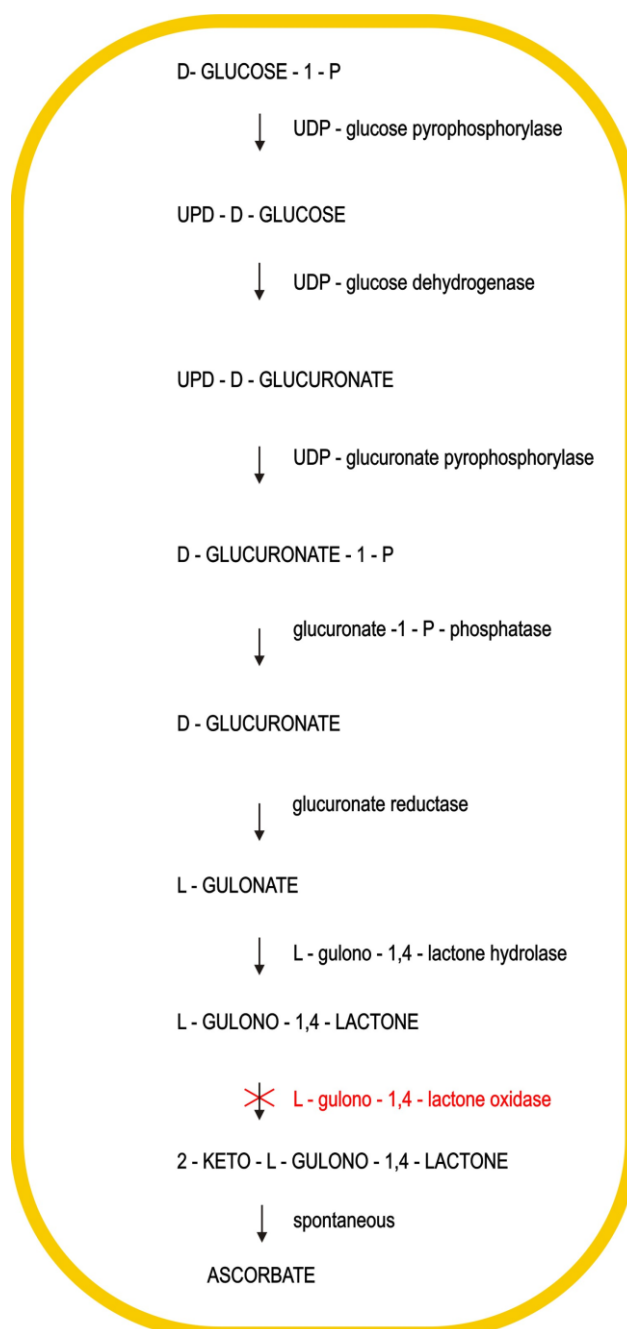 D- GLUCOSE - 1 - P
UDP - glucose pyrophosphorylase
UPD - D - GLUCOSE
UDP - glucose dehydrogenase
UPD - D - GLUCURONATE
UDP - glucuronate pyrophosphorylase
D - GLUCURONATE - 1 - P
glucuronate -1 - P - phosphatase
D - GLUCURONATE
glucuronate reductase
L - GULONATE
L - gulono - 1,4 - lactone hydrolase
L - GULONO - 1,4 - LACTONE
L - gulono - 1,4 - lactone oxidase
2 - KETO - L - GULONO - 1,4 - LACTONE
spontaneous
ASCORBATE